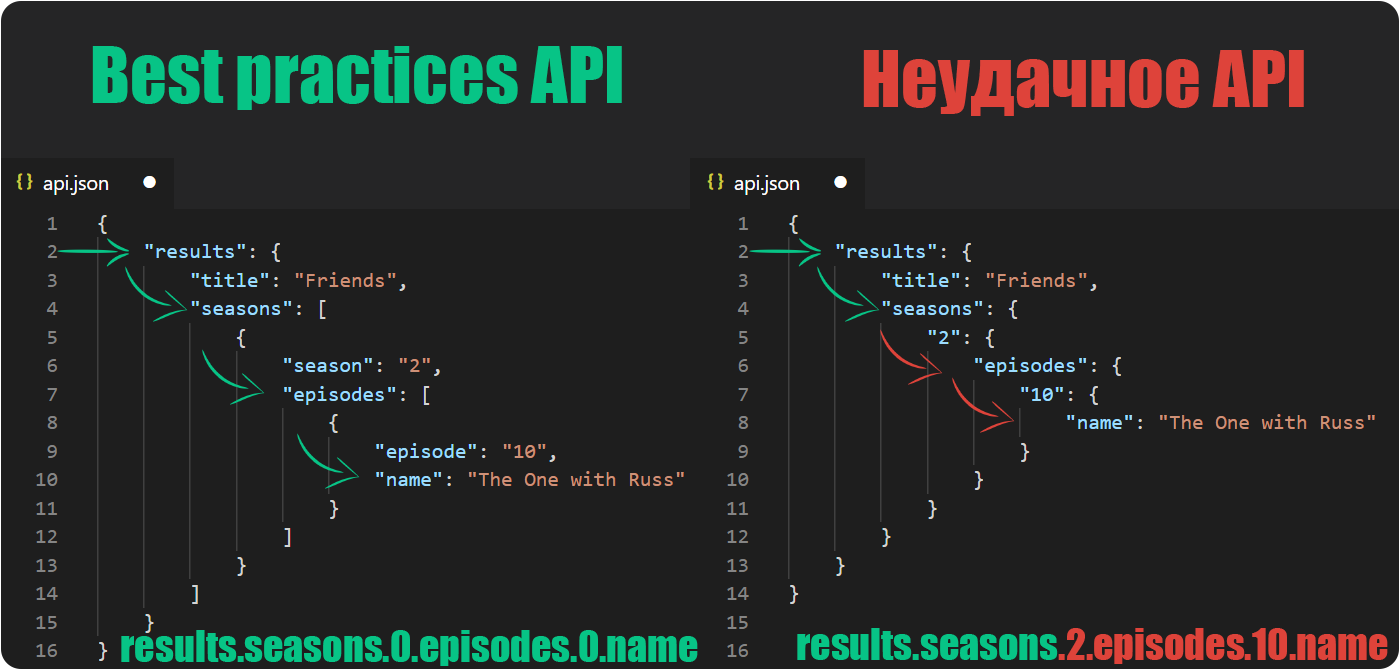 Best practices API
Неудачное API
{} api.json ●
1 {
2 "results": {
3 "title": "Friends",
4 "seasons": [
5 {
6 "season": "2",
7 "episodes": [
8 {
9 "episode": "10",
10 "name": "The One with Russ"
11 }
12 ]
13 }
14 ]
15 }
16 }
results.seasons.0.episodes.0.name
{} api.json ●
1 {
2 "results": {
3 "title": "Friends",
4 "seasons": {
5 "2": {
6 "episodes": {
7 "10": {
8 "name": "The One with Russ"
9 }
10 }
11 }
12 }
13 }
14 }
15
16
results.seasons.2.episodes.10.name